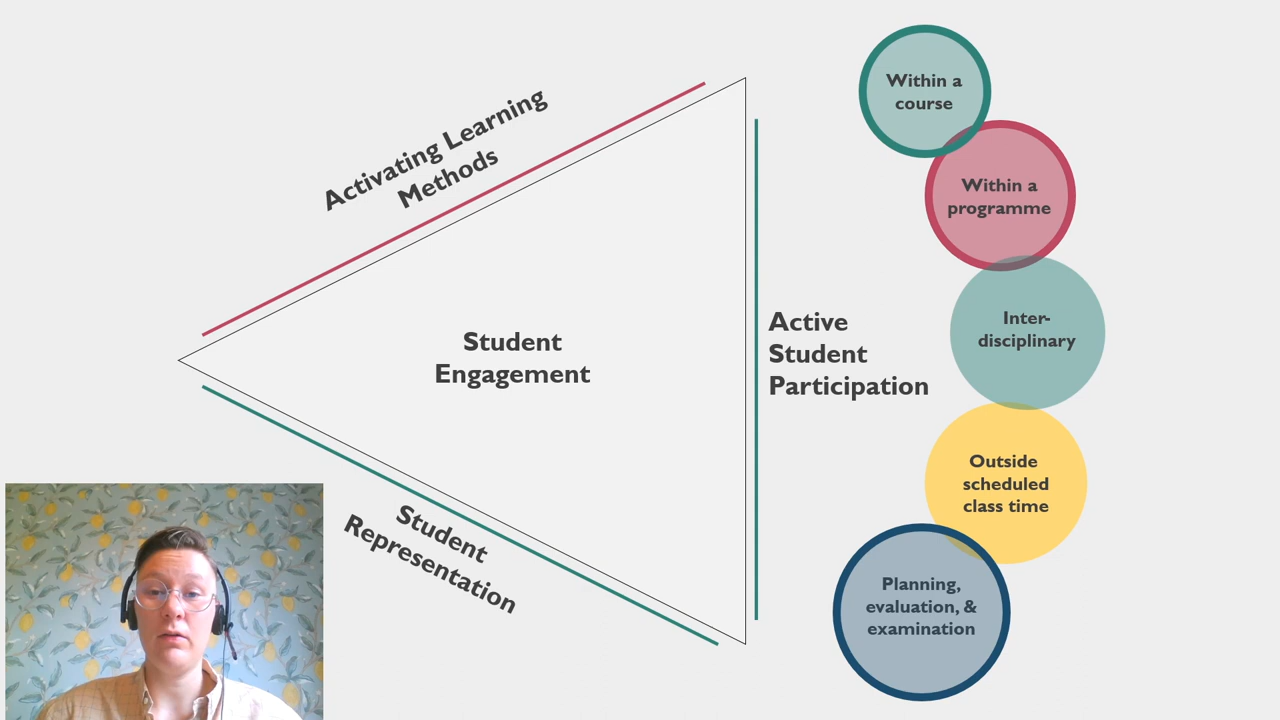 Activating Learning
Methods
Student
Engagement
Student
Representation
Active
Student
Participation
Within a
course
Within a
programme
Inter-
disciplinary
Outside
scheduled
class time
Planning,
evaluation, &
examination